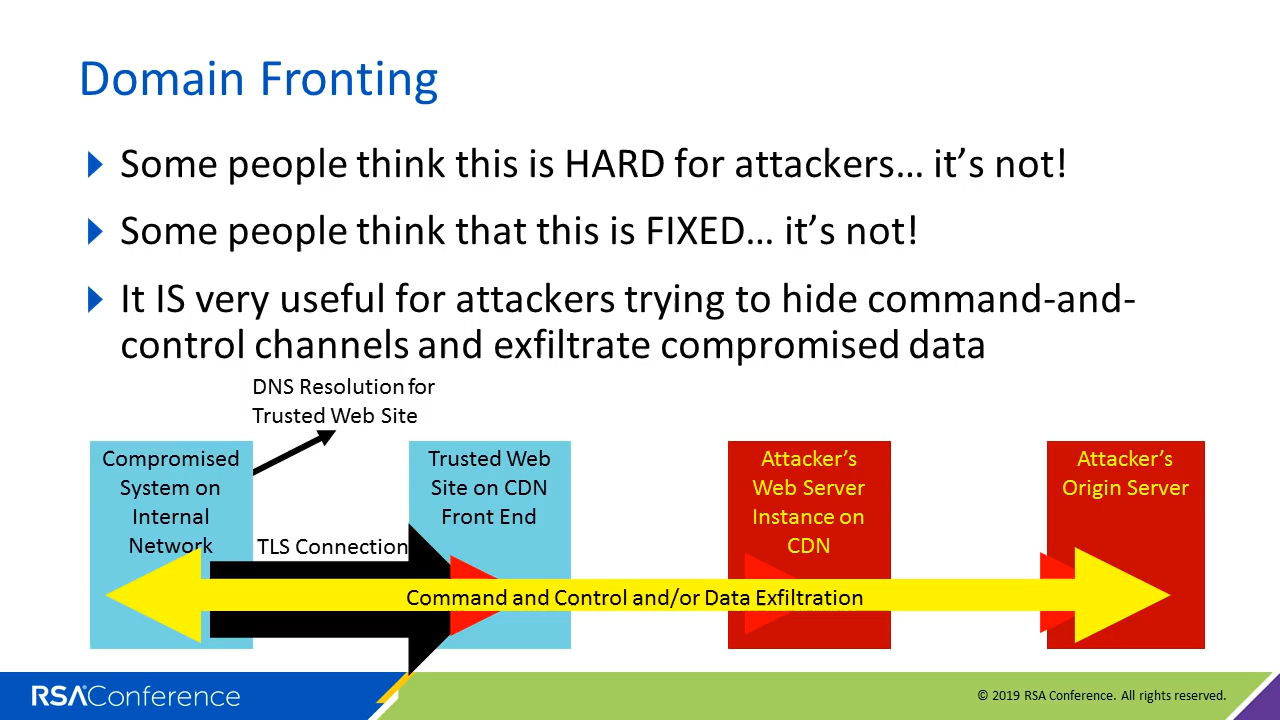 Domain Fronting
Some people think this is HARD for attackers… it’s not!
Some people think that this is FIXED… it’s not!
It IS very useful for attackers trying to hide command-and-
control channels and exfiltrate compromised data
DNS Resolution for
Trusted Web Site
Compromised
System on
Internal
Network
TLS Connection
Trusted Web
Site on CDN
Front End
Attacker’s
Web Server
Instance on
CDN
Attacker’s
Origin Server
Command and Control and/or Data Exfiltration
RSAConference
© 2019 RSA Conference. All rights reserved.